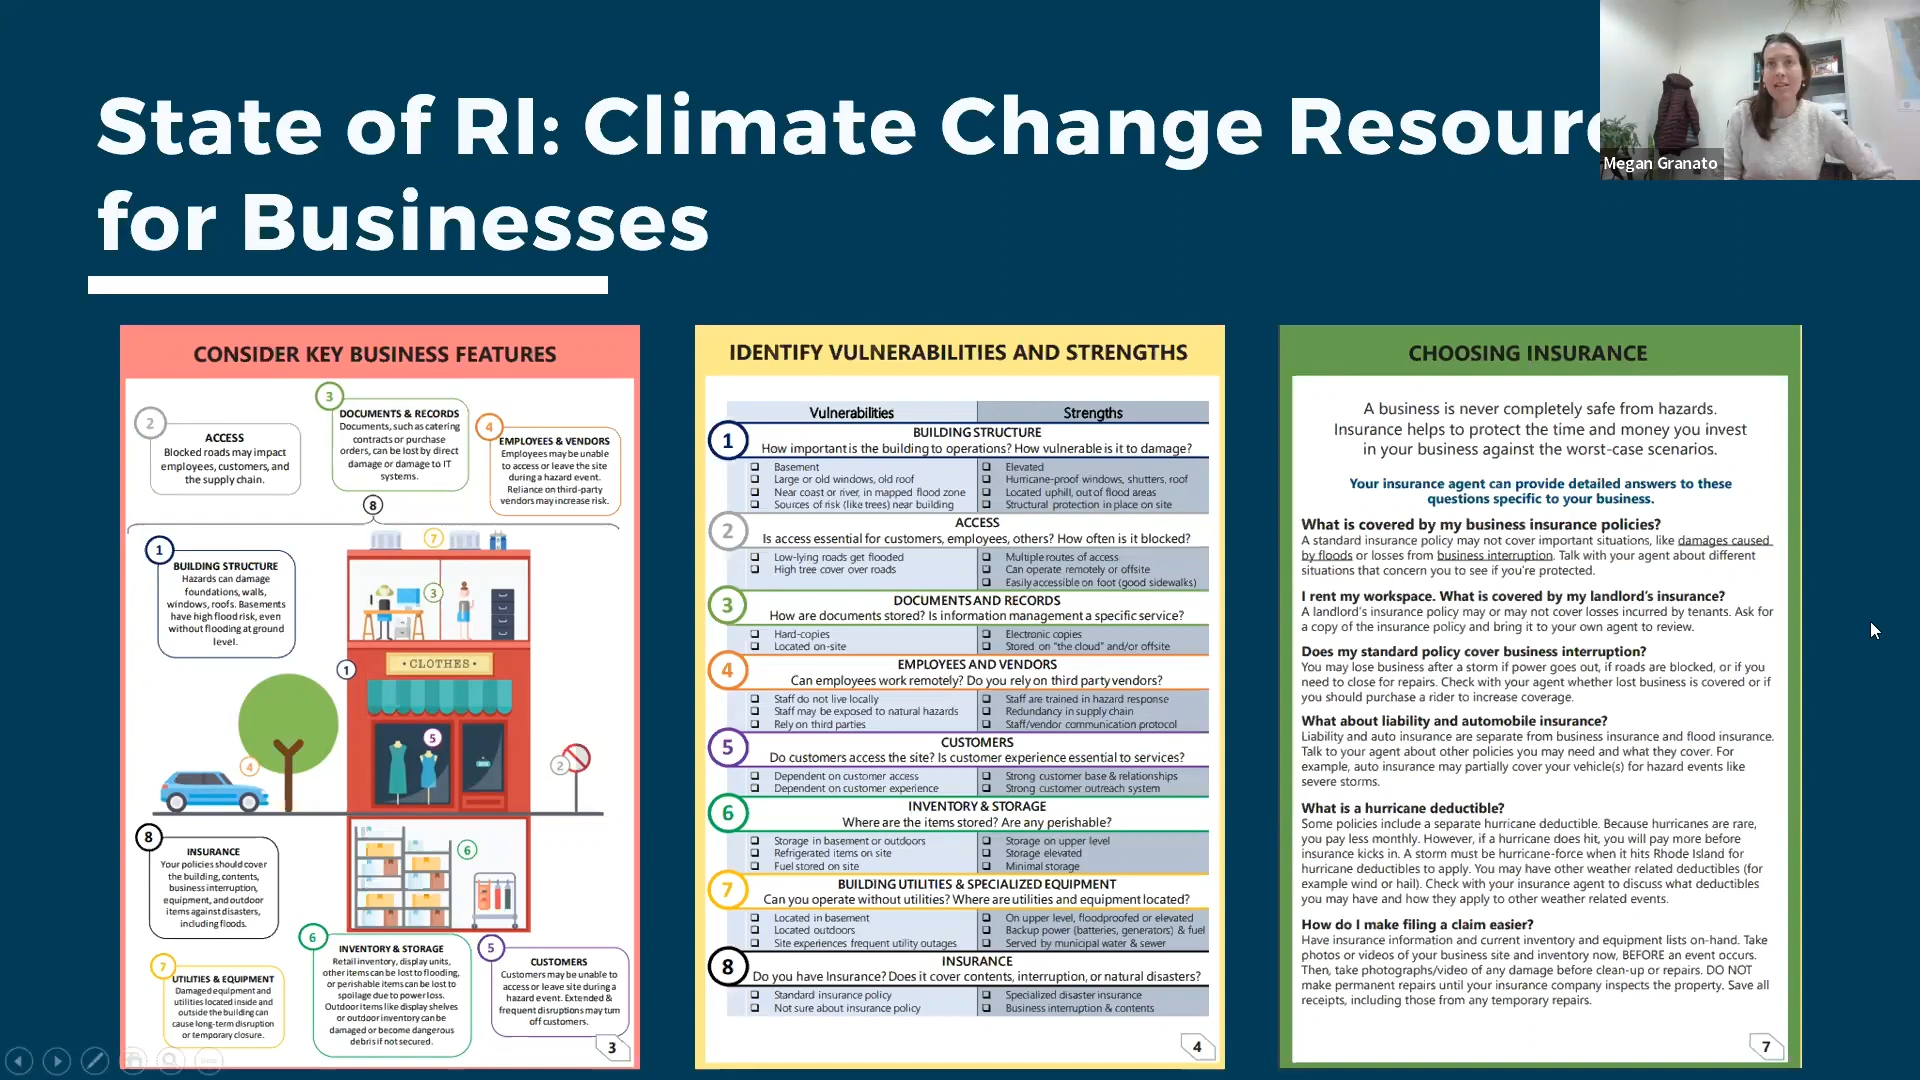 State of RI: Climate Change Resour
for Businesses
Megan Granato
CONSIDER KEY BUSINESS FEATURES
2
ACCESS
Blocked roads may impact
employees, customers, and
the supply chain.
3
DOCUMENTS & RECORDS
Documents, such as catering
contracts or purchase
orders, can be lost by direct
damage or damage to IT
systems.
4
EMPLOYEES & VENDORS
Employees may be unable
to access or leave the site
during a hazard event.
Reliance on third-party
vendors may increase risk.
8
7
1
BUILDING STRUCTURE
Hazards can damage
foundations, walls,
windows, roofs. Basements
have high flood risk, even
without flooding at ground
level.
3
1
• CLOTHES •
5
4
2
6
8
INSURANCE
Your policies should cover
the building, contents,
business interruption,
equipment, and outdoor
items against disasters,
including floods.
7
UTILITIES & EQUIPMENT
Damaged equipment and
utilities located inside and
outside the building can
cause long-term disruption
or temporary closure.
6
INVENTORY & STORAGE
Retail inventory, display units,
other items can be lost to flooding,
or perishable items can be lost to
spoilage due to power loss.
Outdoor items like display shelves
or outdoor inventory can be
damaged or become dangerous
debris if not secured.
5
CUSTOMERS
Customers may be unable to
access or leave site during a
hazard event. Extended &
frequent disruptions may turn
off customers.
3
IDENTIFY VULNERABILITIES AND STRENGTHS
Vulnerabilities Strengths
1
BUILDING STRUCTURE
How important is the building to operations? How vulnerable is it to damage?
Basement Elevated
Large or old windows, old roof Hurricane-proof windows, shutters, roof
Near coast or river, in mapped flood zone Located uphill, out of flood areas
Sources of risk (like trees) near building Structural protection in place on site
2
ACCESS
Is access essential for customers, employees, others? How often is it blocked?
Low-lying roads get flooded Multiple routes of access
High tree cover over roads Can operate remotely or offsite
Easily accessible on foot (good sidewalks)
3
DOCUMENTS AND RECORDS
How are documents stored? Is information management a specific service?
Hard-copies Electronic copies
Located on-site Stored on "the cloud" and/or offsite
4
EMPLOYEES AND VENDORS
Can employees work remotely? Do you rely on third party vendors?
Staff do not live locally Staff are trained in hazard response
Staff may be exposed to natural hazards Redundancy in supply chain
Rely on third parties Staff/vendor communication protocol
5
CUSTOMERS
Do customers access the site? Is customer experience essential to services?
Dependent on customer access Strong customer base & relationships
Dependent on customer experience Strong customer outreach system
6
INVENTORY & STORAGE
Where are the items stored? Are any perishable?
Storage in basement or outdoors Storage on upper level
Refrigerated items on site Storage elevated
Fuel stored on site Minimal storage
7
BUILDING UTILITIES & SPECIALIZED EQUIPMENT
Can you operate without utilities? Where are utilities and equipment located?
Located in basement On upper level, floodproofed or elevated
Located outdoors Backup power (batteries, generators) & fuel
Site experiences frequent utility outages Served by municipal water & sewer
8
INSURANCE
Do you have Insurance? Does it cover contents, interruption, or natural disasters?
Standard insurance policy Specialized disaster insurance
Not sure about insurance policy Business interruption & contents
4
CHOOSING INSURANCE
A business is never completely safe from hazards.
Insurance helps to protect the time and money you invest
in your business against the worst-case scenarios.
Your insurance agent can provide detailed answers to these
questions specific to your business.
What is covered by my business insurance policies?
A standard insurance policy may not cover important situations, like damages caused
by floods or losses from business interruption. Talk with your agent about different
situations that concern you to see if you're protected.
I rent my workspace. What is covered by my landlord's insurance?
A landlord's insurance policy may or may not cover losses incurred by tenants. Ask for
a copy of the insurance policy and bring it to your own agent to review.
Does my standard policy cover business interruption?
You may lose business after a storm if power goes out, if roads are blocked, or if you
need to close for repairs. Check with your agent whether lost business is covered or if
you should purchase a rider to increase coverage.
What about liability and automobile insurance?
Liability and auto insurance are separate from business insurance and flood insurance.
Talk to your agent about other policies you may need and what they cover. For
example, auto insurance may partially cover your vehicle(s) for hazard events like
severe storms.
What is a hurricane deductible?
Some policies include a separate hurricane deductible. Because hurricanes are rare,
you pay less monthly. However, if a hurricane does hit, you will pay more before
insurance kicks in. A storm must be hurricane-force when it hits Rhode Island for
hurricane deductibles to apply. You may have other weather related deductibles (for
example wind or hail). Check with your insurance agent to discuss what deductibles
you may have and how they apply to other weather related events.
How do I make filing a claim easier?
Have insurance information and current inventory and equipment lists on-hand. Take
photos or videos of your business site and inventory now, BEFORE an event occurs.
Then, take photographs/video of any damage before clean-up or repairs. DO NOT
make permanent repairs until your insurance company inspects the property. Save all
receipts, including those from any temporary repairs.
7